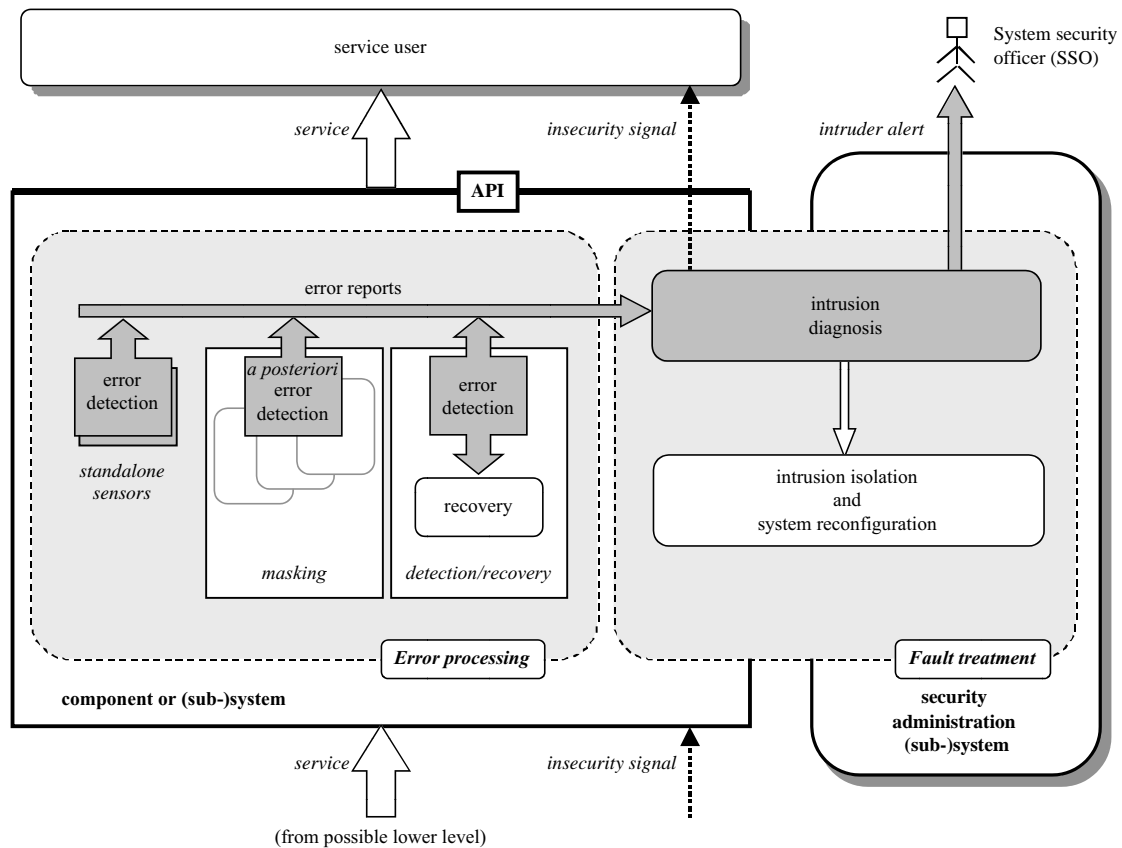 service user
System security
officer (SSO)
service
insecurity signal
intruder alert
API
error reports
intrusion
diagnosis
error
detection
a posteriori
error
detection
error
detection
standalone
sensors
recovery
intrusion isolation
and
system reconfiguration
masking
detection/recovery
Error processing
Fault treatment
component or (sub-)system
security
administration
(sub-)system
service
insecurity signal
(from possible lower level)